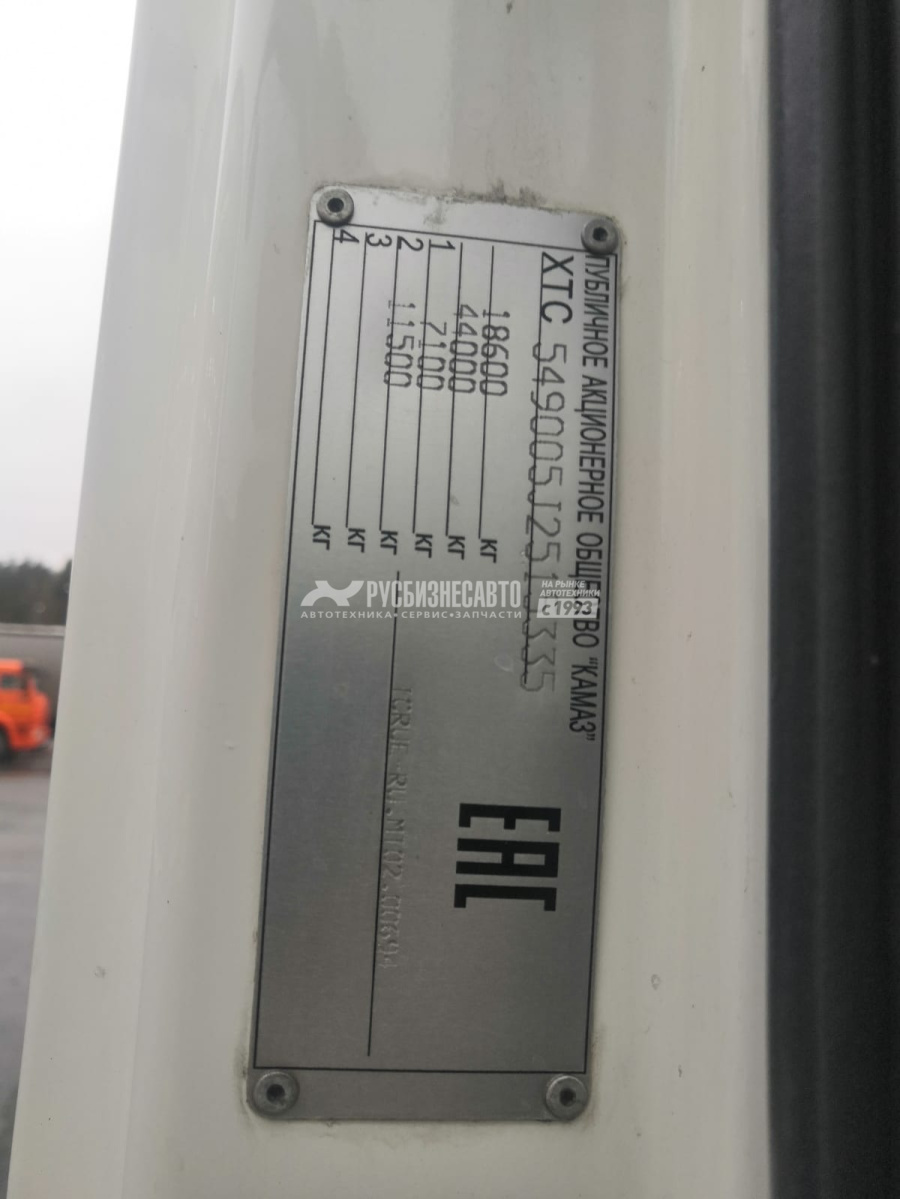 ПУБЛИЧНОЕ АКЦИОНЕРНОЕ ОБЩЕСТВО "КАМАЗ"
XTC
18600 КГ
44000 КГ
1 7100 КГ
2 11500 КГ
3 КГ
4 КГ
EAC
РУСБИЗНЕСАВТО
АВТОТЕХНИКА•СЕРВИС•ЗАПЧАСТИ
НА РЫНКЕ
АВТОТЕХНИКИ
с 1993